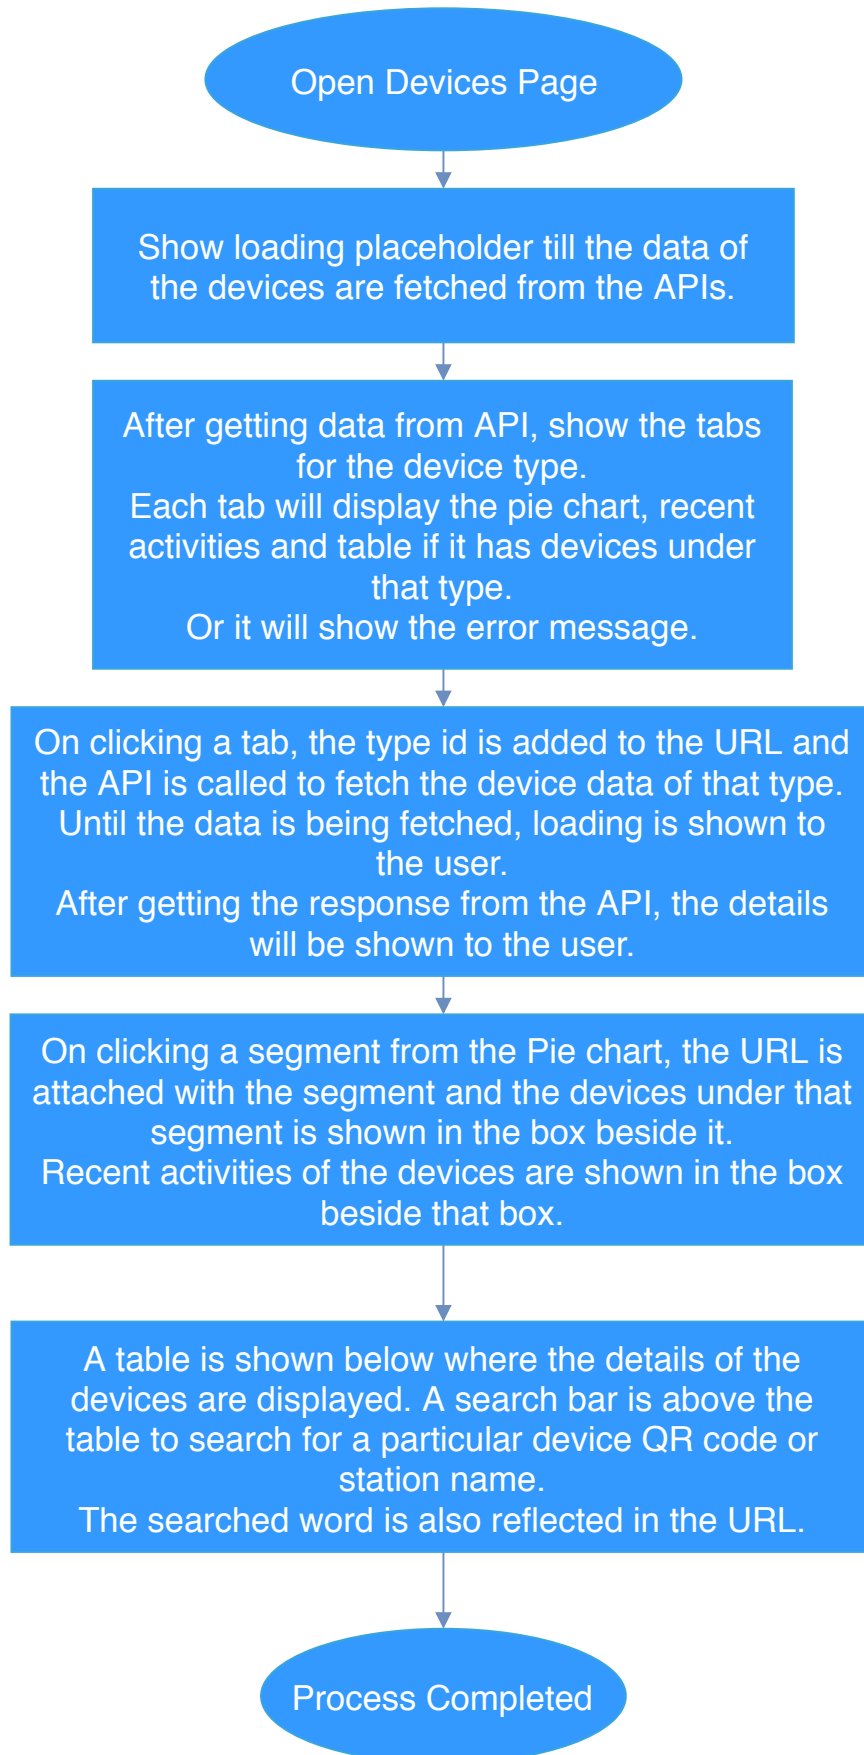 Open Devices Page
Show loading placeholder till the data of
the devices are fetched from the APIs.
After getting data from API, show the tabs
for the device type.
Each tab will display the pie chart, recent
activities and table if it has devices under
that type.
Or it will show the error message.
On clicking a tab, the type id is added to the URL and
the API is called to fetch the device data of that type.
Until the data is being fetched, loading is shown to
the user.
After getting the response from the API, the details
will be shown to the user.
On clicking a segment from the Pie chart, the URL is
attached with the segment and the devices under that
segment is shown in the box beside it.
Recent activities of the devices are shown in the box
beside that box.
A table is shown below where the details of the
devices are displayed. A search bar is above the
table to search for a particular device QR code or
station name.
The searched word is also reflected in the URL.
Process Completed